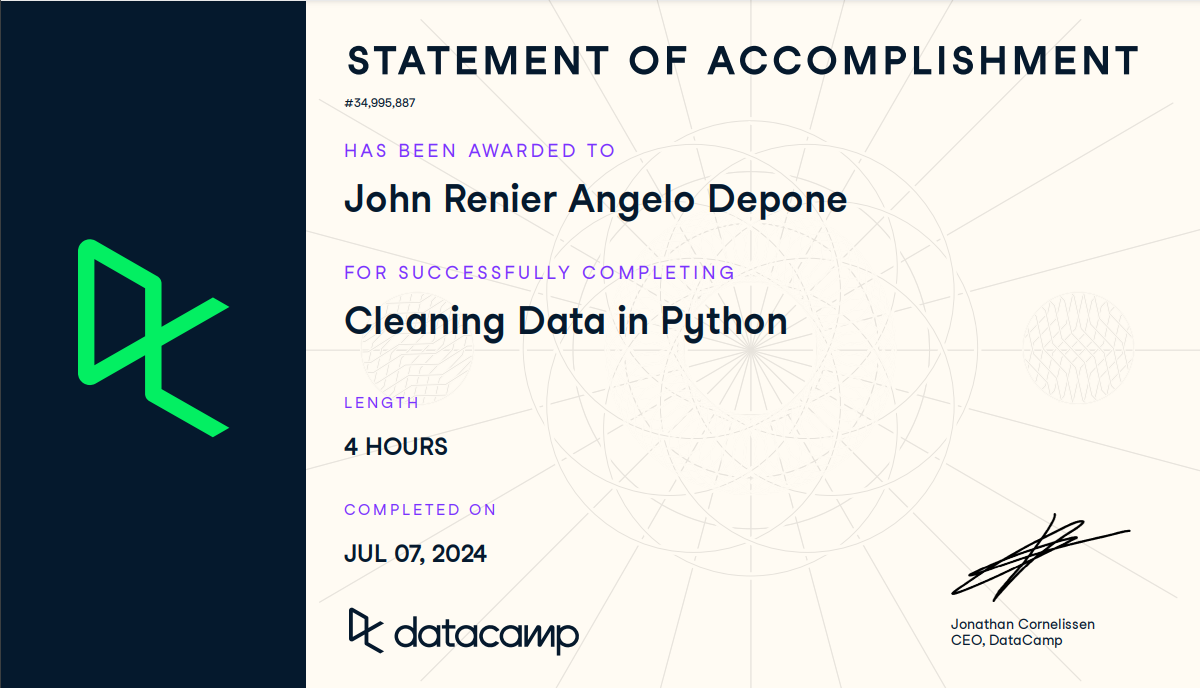 STATEMENT OF ACCOMPLISHMENT
#34,995,887
HAS BEEN AWARDED TO
John Renier Angelo Depone
FOR SUCCESSFULLY COMPLETING
Cleaning Data in Python
LENGTH
4 HOURS
COMPLETED ON
JUL 07, 2024
datacamp
Jonathan Cornelissen
CEO, DataCamp